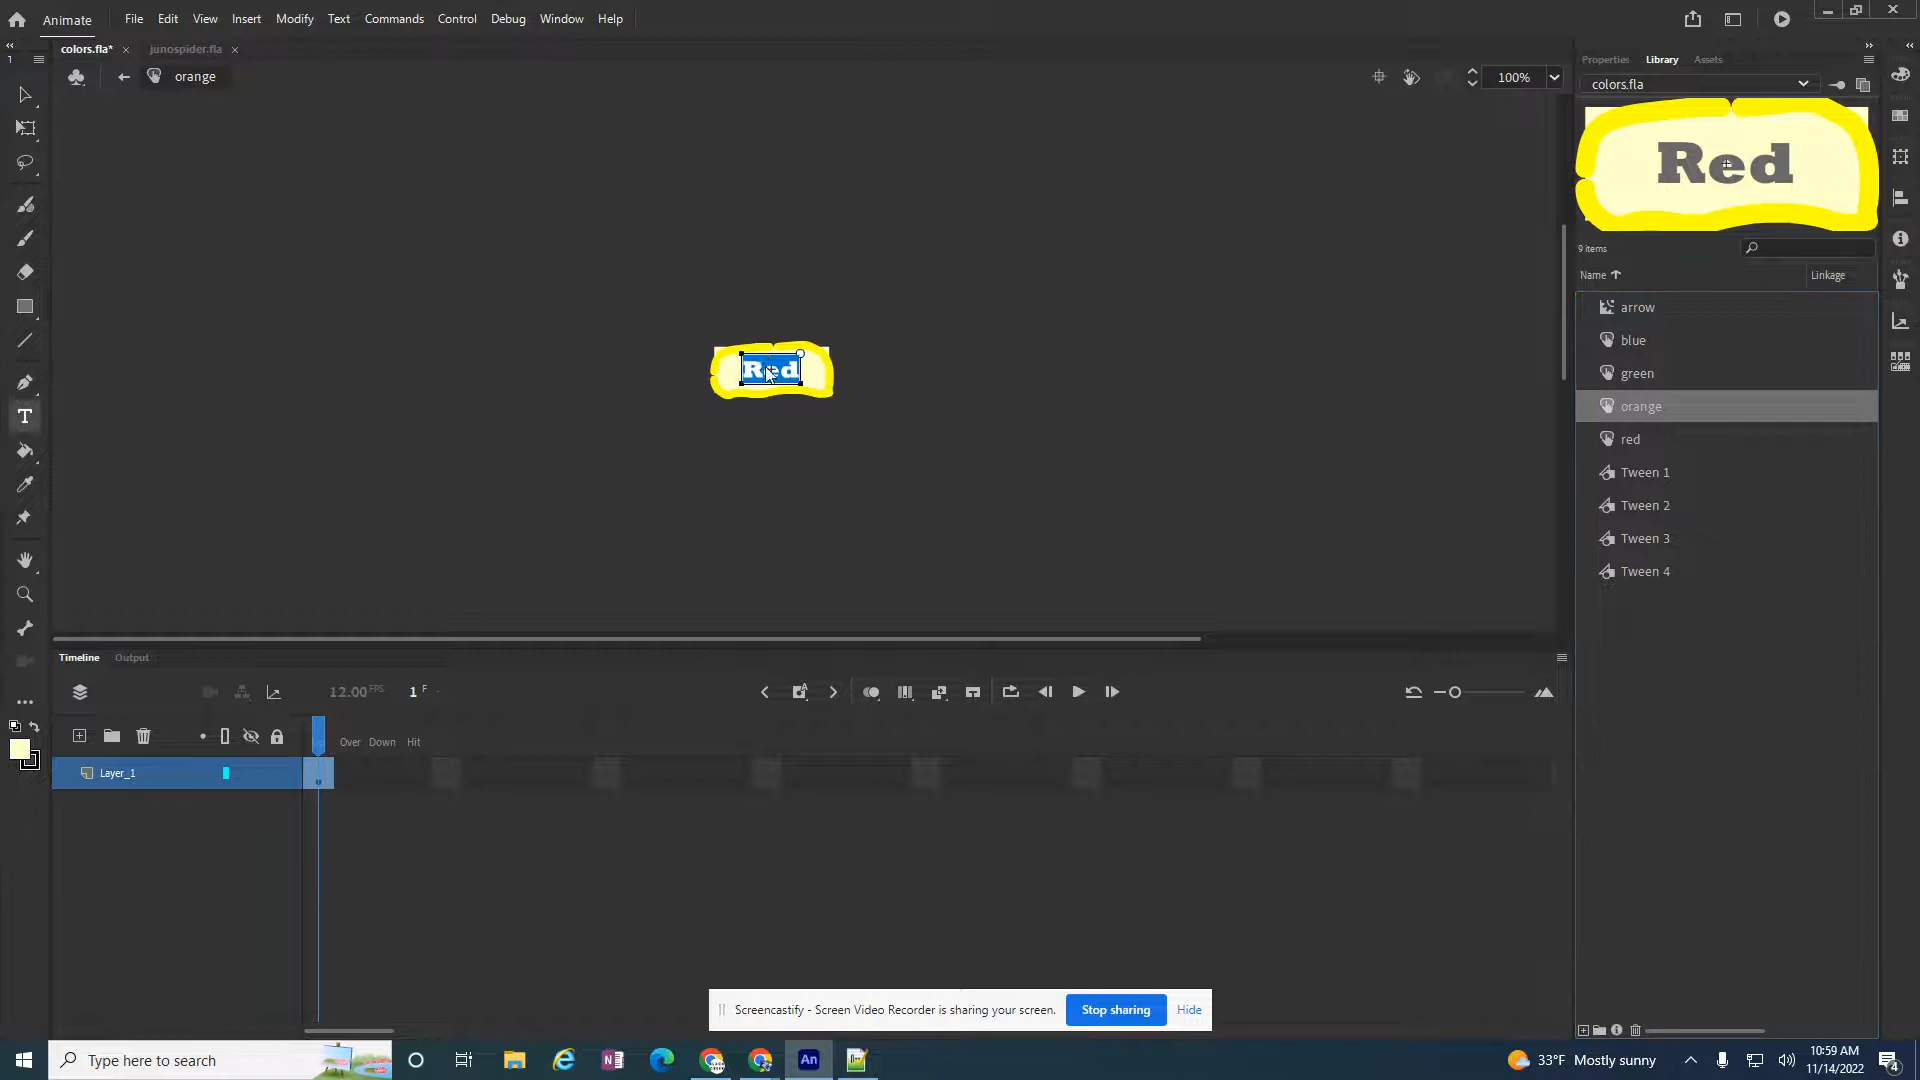 Animate File Edit View Insert Modify Text Commands Control Debug Window Help
colors.fla* × junospider.fla ×
1
orange
100%
Properties Library Assets
colors.fla
Red
9 items
Name Linkage
arrow
blue
green
orange
red
Tween 1
Tween 2
Tween 3
Tween 4
Red
T
Timeline Output
12.00 FPS 1 F
Over Down Hit
Layer_1
Screencastify - Screen Video Recorder is sharing your screen. Stop sharing Hide
Type here to search
An
33°F Mostly sunny
10:59 AM
11/14/2022
4